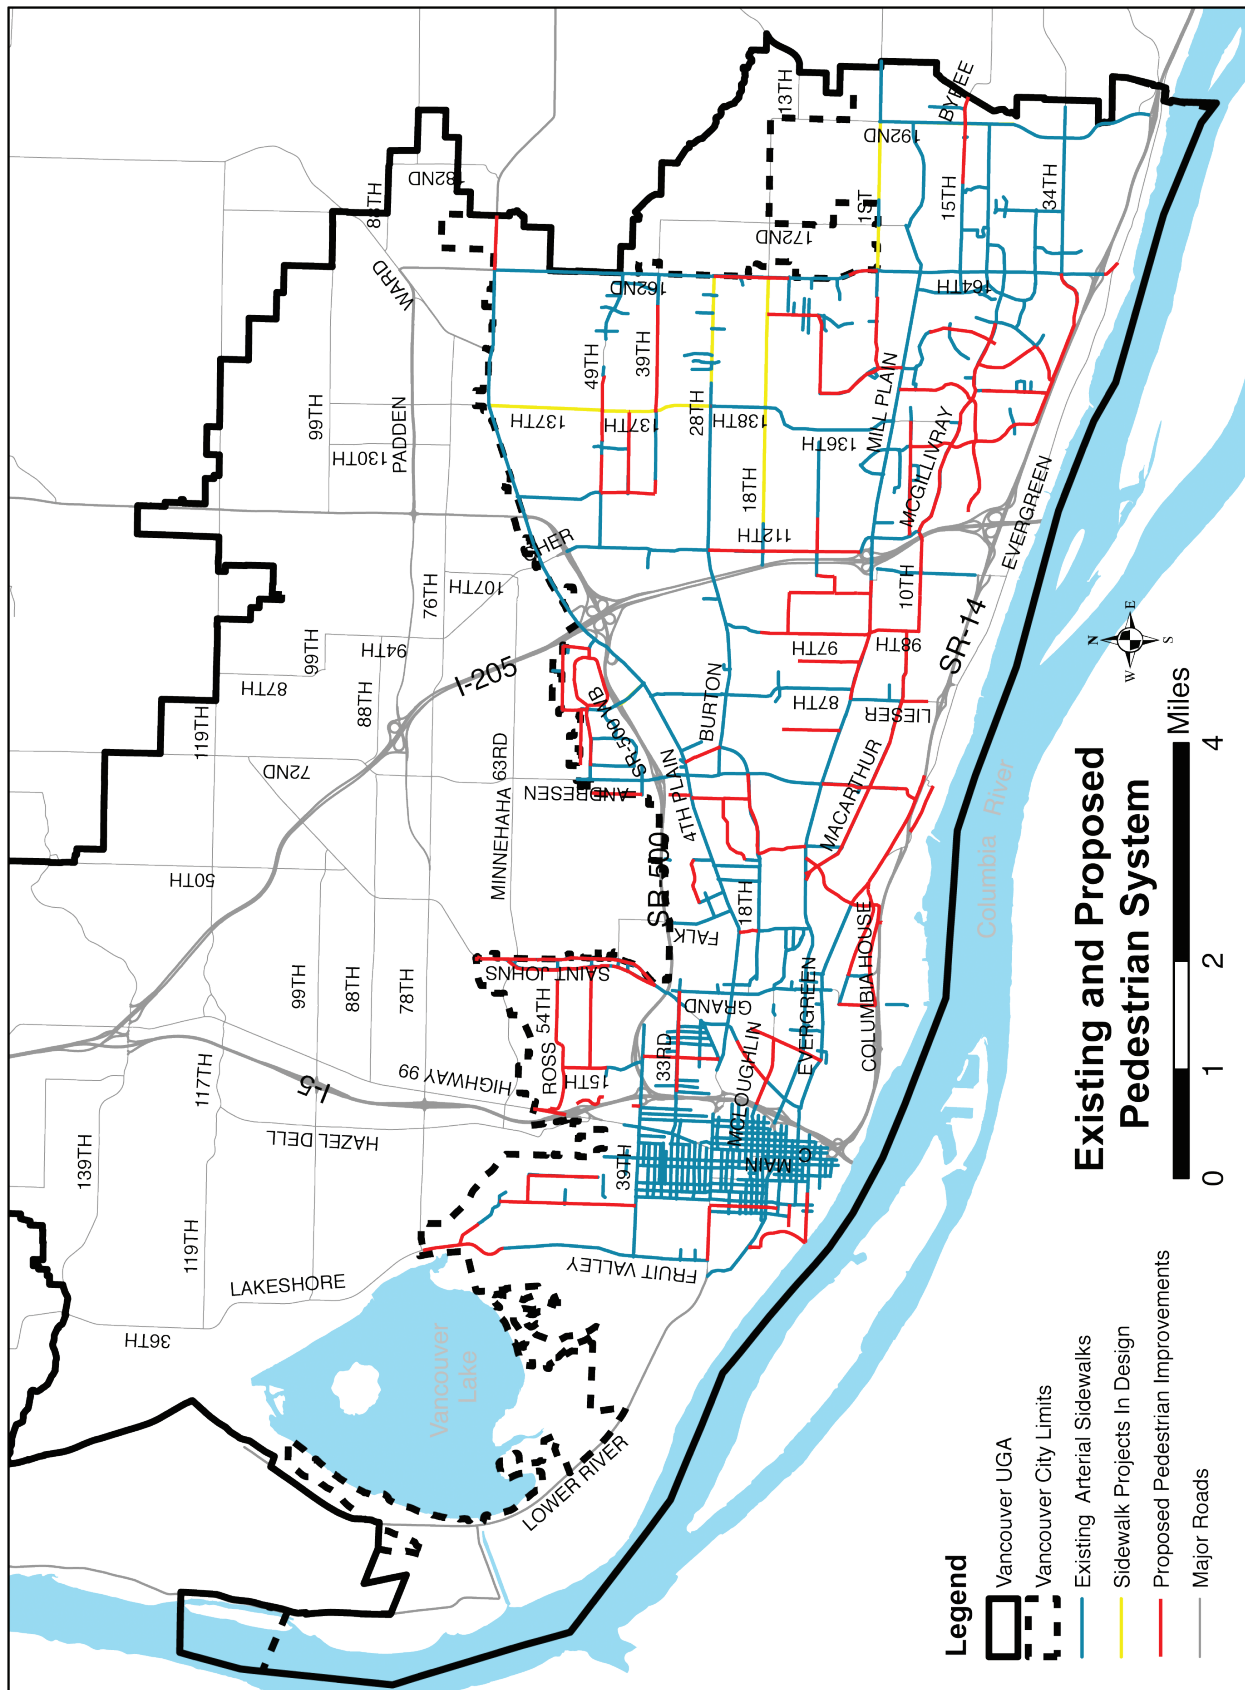 139TH
119TH
LAKESHORE
36TH
117TH
I-5
HAZEL DELL
HIGHWAY 99
99TH
88TH
78TH
50TH
119TH
87TH
99TH
72ND
88TH
94TH
76TH
107TH
I-205
MINNEHAHA
63RD
ANDRESEN
99TH
130TH
PADDEN
WARD
88TH
182ND
137TH
49TH
39TH
137TH
162ND
28TH
138TH
18TH
136TH
112TH
172ND
13TH
1ST
192ND
BYBEE
15TH
34TH
164TH
MILL PLAIN
MCGILLIVRAY
EVERGREEN
10TH
98TH
97TH
SR-14
LIESER
87TH
BURTON
SR-500 WB
4TH PLAIN
MACARTHUR
SR 500
18TH
FALK
SAINT JOHNS
54TH
ROSS
15TH
33RD
GRAND
MCLOUGHLIN
EVERGREEN
COLUMBIA HOUSE
39TH
MAIN
C
FRUIT VALLEY
LOWER RIVER
Vancouver
Lake
Columbia River
N
W
E
S
Existing and Proposed
Pedestrian System
0 1 2 4
Miles
Legend
Vancouver UGA
Vancouver City Limits
Existing Arterial Sidewalks
Sidewalk Projects In Design
Proposed Pedestrian Improvements
Major Roads